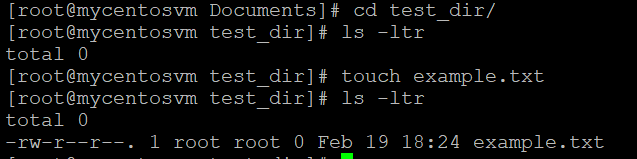 [root@mycentosvm Documents]# cd test_dir/
[root@mycentosvm test_dir]# ls -ltr
total 0
[root@mycentosvm test_dir]# touch example.txt
[root@mycentosvm test_dir]# ls -ltr
total 0
-rw-r--r--. 1 root root 0 Feb 19 18:24 example.txt